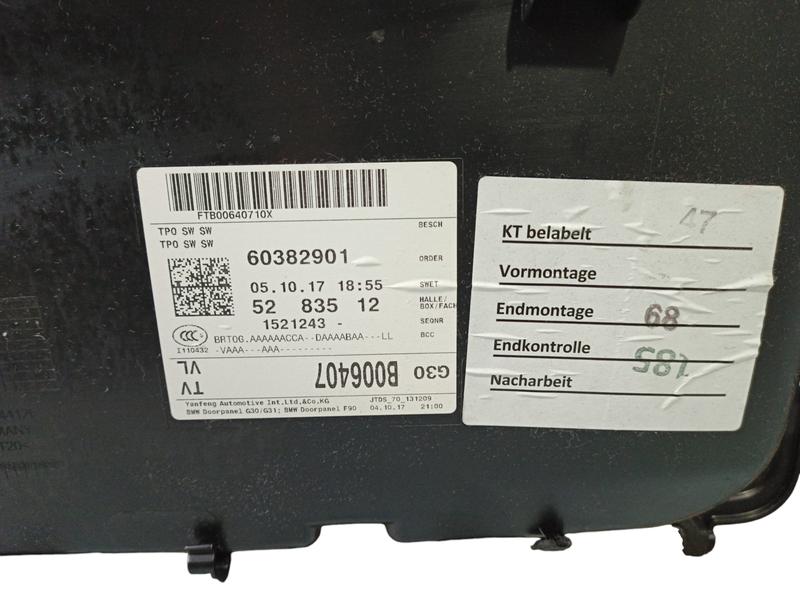 FTB00640710X
TPO SW SW
TPO SW SW
BESCH
60382901 ORDER
05.10.17 18:55 SWET
52 835 12 HALLE/
BOX/FACH
1521243 - SEQNR
CCC BRTOG.AAAAAACCA--DAAAABAA---LL BCC
I110432 -VAAA---AAA----------
TV
VL
B006407
G30
Yanfeng Automotive Int.Ltd.&Co.KG JTDS_70_131209
BMW Doorpanel G30/G31; BMW Doorpanel F90 04.10.17 21:00
KT belabelt 47
Vormontage
Endmontage 68
Endkontrolle 185
Nacharbeit